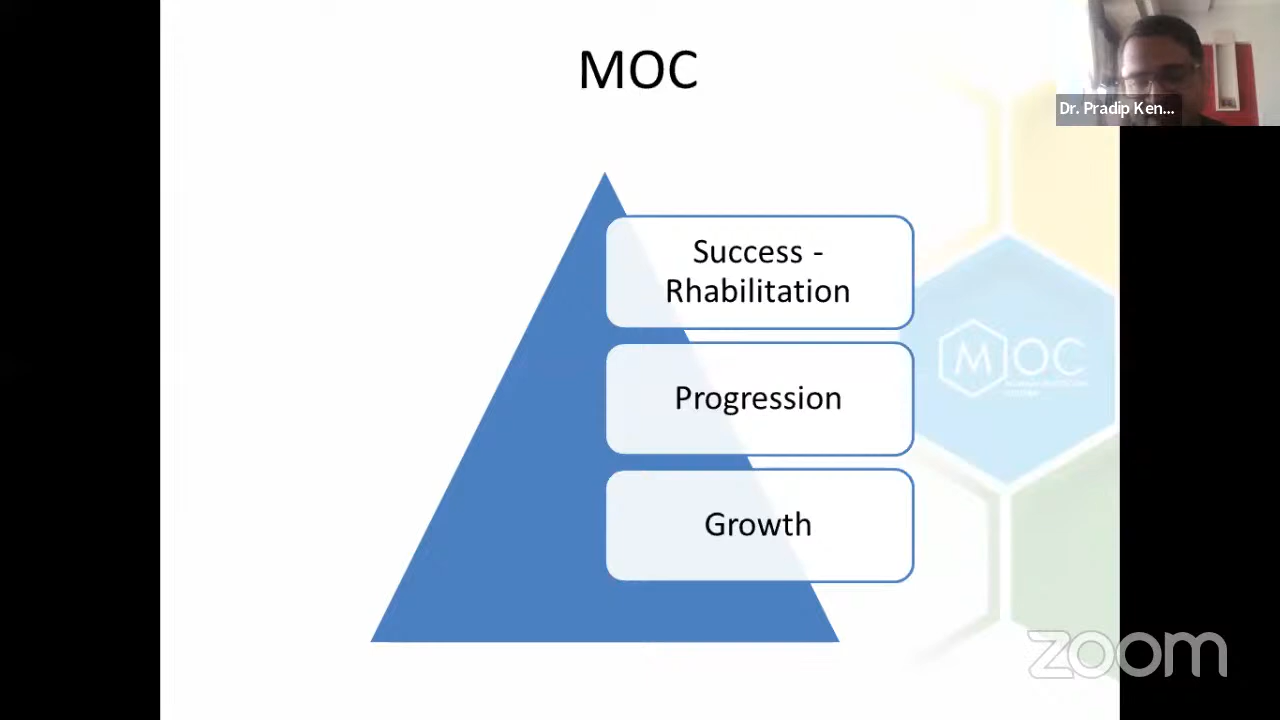 MOC
Dr. Pradip Ken...
Success -
Rhabilitation
Progression
Growth
MOC
zoom